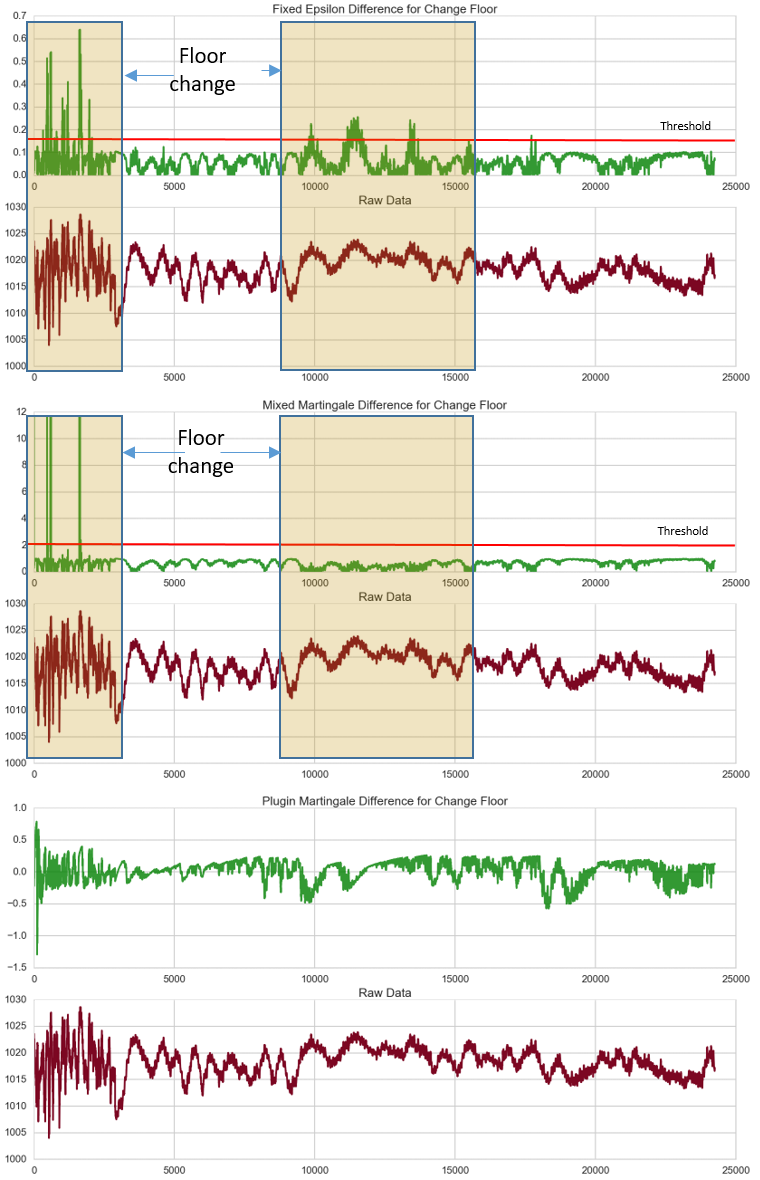 Fixed Epsilon Difference for Change Floor
0.7
0.6
0.5
0.4
0.3
0.2
0.1
0.0
Floor
change
Threshold
0 5000 10000 15000 20000 25000
Raw Data
1030
1025
1020
1015
1010
1005
1000
0 5000 10000 15000 20000 25000
Mixed Martingale Difference for Change Floor
12
10
8
6
4
2
0
Floor
change
Threshold
0 5000 10000 15000 20000 25000
Raw Data
1030
1025
1020
1015
1010
1005
1000
0 5000 10000 15000 20000 25000
Plugin Martingale Difference for Change Floor
1.0
0.5
0.0
−0.5
−1.0
−1.5
0 5000 10000 15000 20000 25000
Raw Data
1030
1025
1020
1015
1010
1005
1000
0 5000 10000 15000 20000 25000